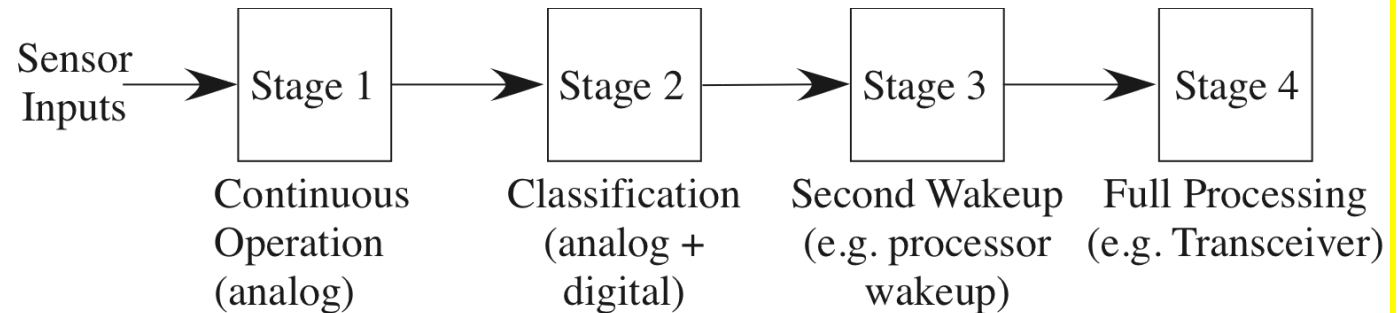 Sensor
Inputs
Stage 1
Stage 2
Stage 3
Stage 4
Continuous
Operation
(analog)
Classification
(analog +
digital)
Second Wakeup
(e.g. processor
wakeup)
Full Processing
(e.g. Transceiver)